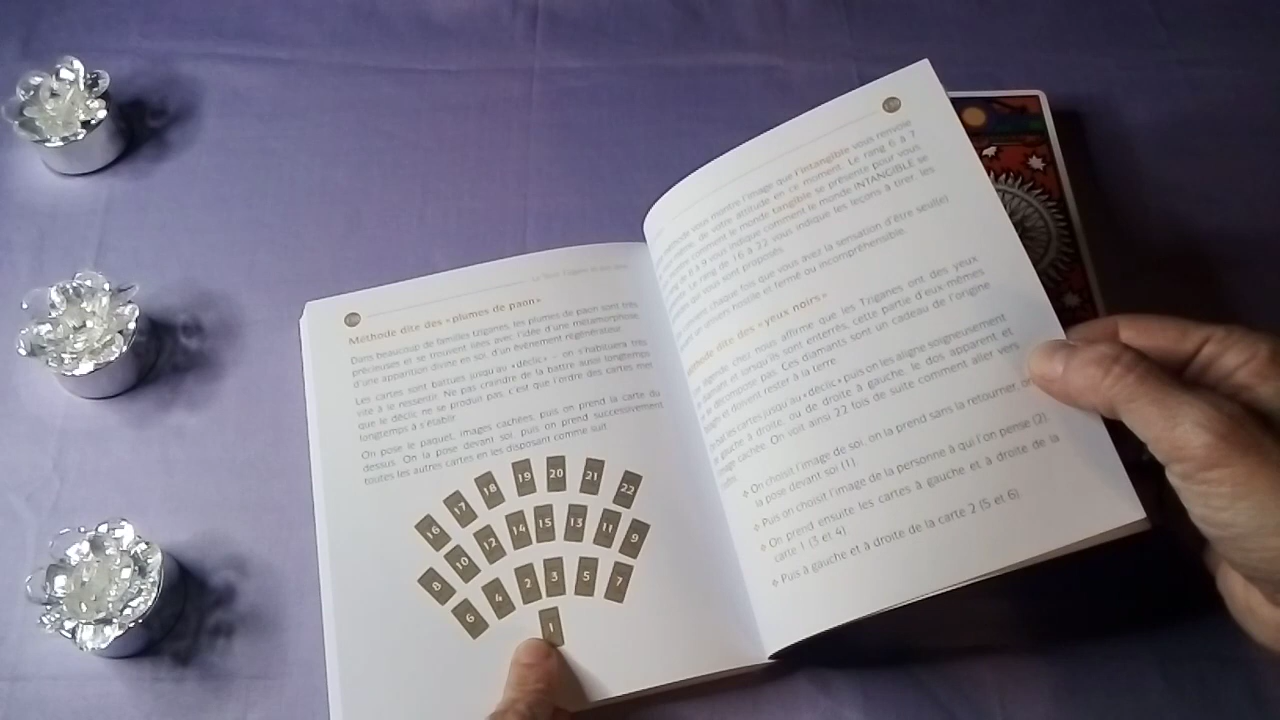 Le Tarot Tzigane
Méthode dite des « plumes de paon »
Dans beaucoup de familles tziganes, les plumes de paon sont très
précieuses et se trouvent liées avec l'idée d'une métamorphose,
d'une apparition divine en soi, d'un événement régénérateur.
Les cartes sont battues jusqu'au « déclic » – on s'habituera très
vite à le ressentir. Ne pas craindre de la battre aussi longtemps
que le déclic ne se produit pas, c'est que l'ordre des cartes met
longtemps à s'établir.
On pose le paquet, images cachées, puis on prend la carte du
dessus. On la pose devant soi, puis on prend successivement
toutes les autres cartes en les disposant comme suit.
16 17 18 19 20 21 22
8 10 12 14 15 13 11 9
6 4 2 3 5 7
1
vous montre l'image que l'intangible vous renvoie
de votre attitude en ce moment. Le rang 6 à 7
comment le monde tangible se présente pour vous
de 8 à 9 vous indique comment le monde INTANGIBLE se
Le rang de 16 à 22 vous indique les leçons à tirer, les
qui vous sont proposés.
chaque fois que vous avez la sensation d'être seul(e)
un univers hostile et fermé ou incompréhensible.
dite des « yeux noirs »
légende, chez nous affirme que les Tziganes ont des yeux
diamant et lorsqu'ils sont enterrés, cette partie d'eux-mêmes
ne se décompose pas. Ces diamants sont un cadeau de l'origine
et doivent rester à la terre.
les cartes jusqu'au « déclic » puis on les aligne soigneusement
gauche à droite, ou de droite à gauche, le dos apparent et
image cachée. On voit ainsi 22 fois de suite comment aller vers
On choisit l'image de soi, on la prend sans la retourner, on
la pose devant soi (1).
Puis on choisit l'image de la personne à qui l'on pense (2).
On prend ensuite les cartes à gauche et à droite de la
carte 1 (3 et 4)
Puis à gauche et à droite de la carte 2 (5 et 6)